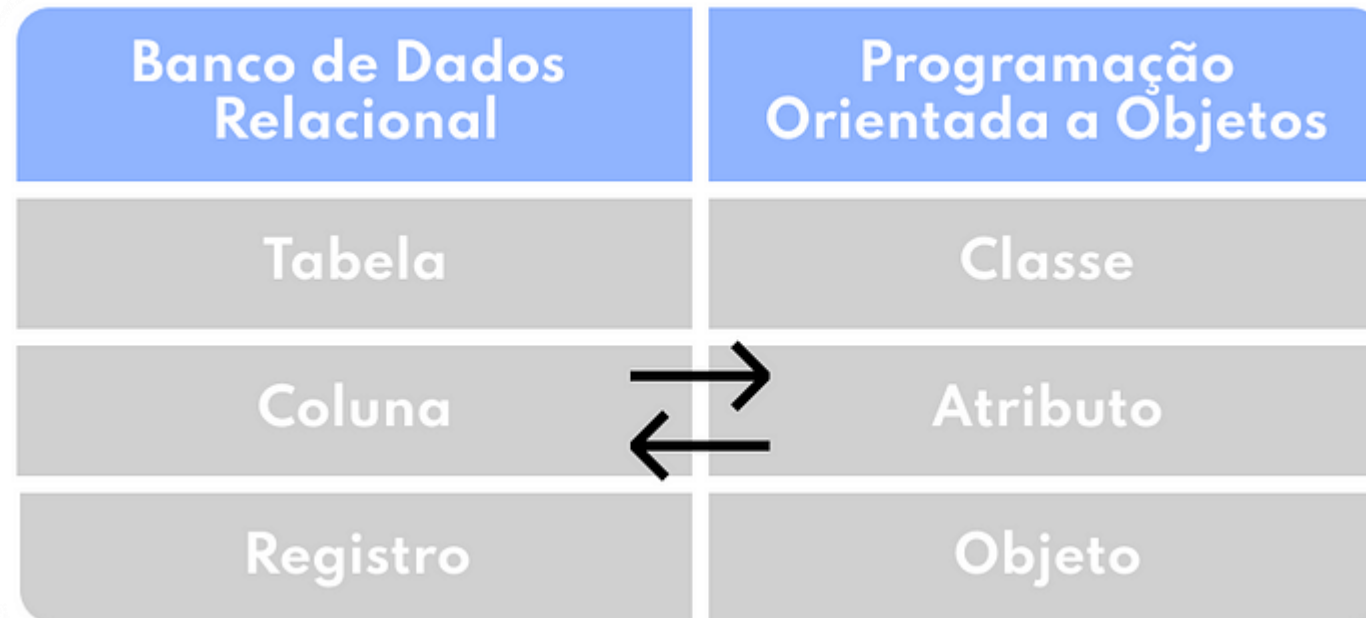 Banco de Dados
Relacional
Programação
Orientada a Objetos
Tabela
Classe
Coluna
Atributo
Registro
Objeto